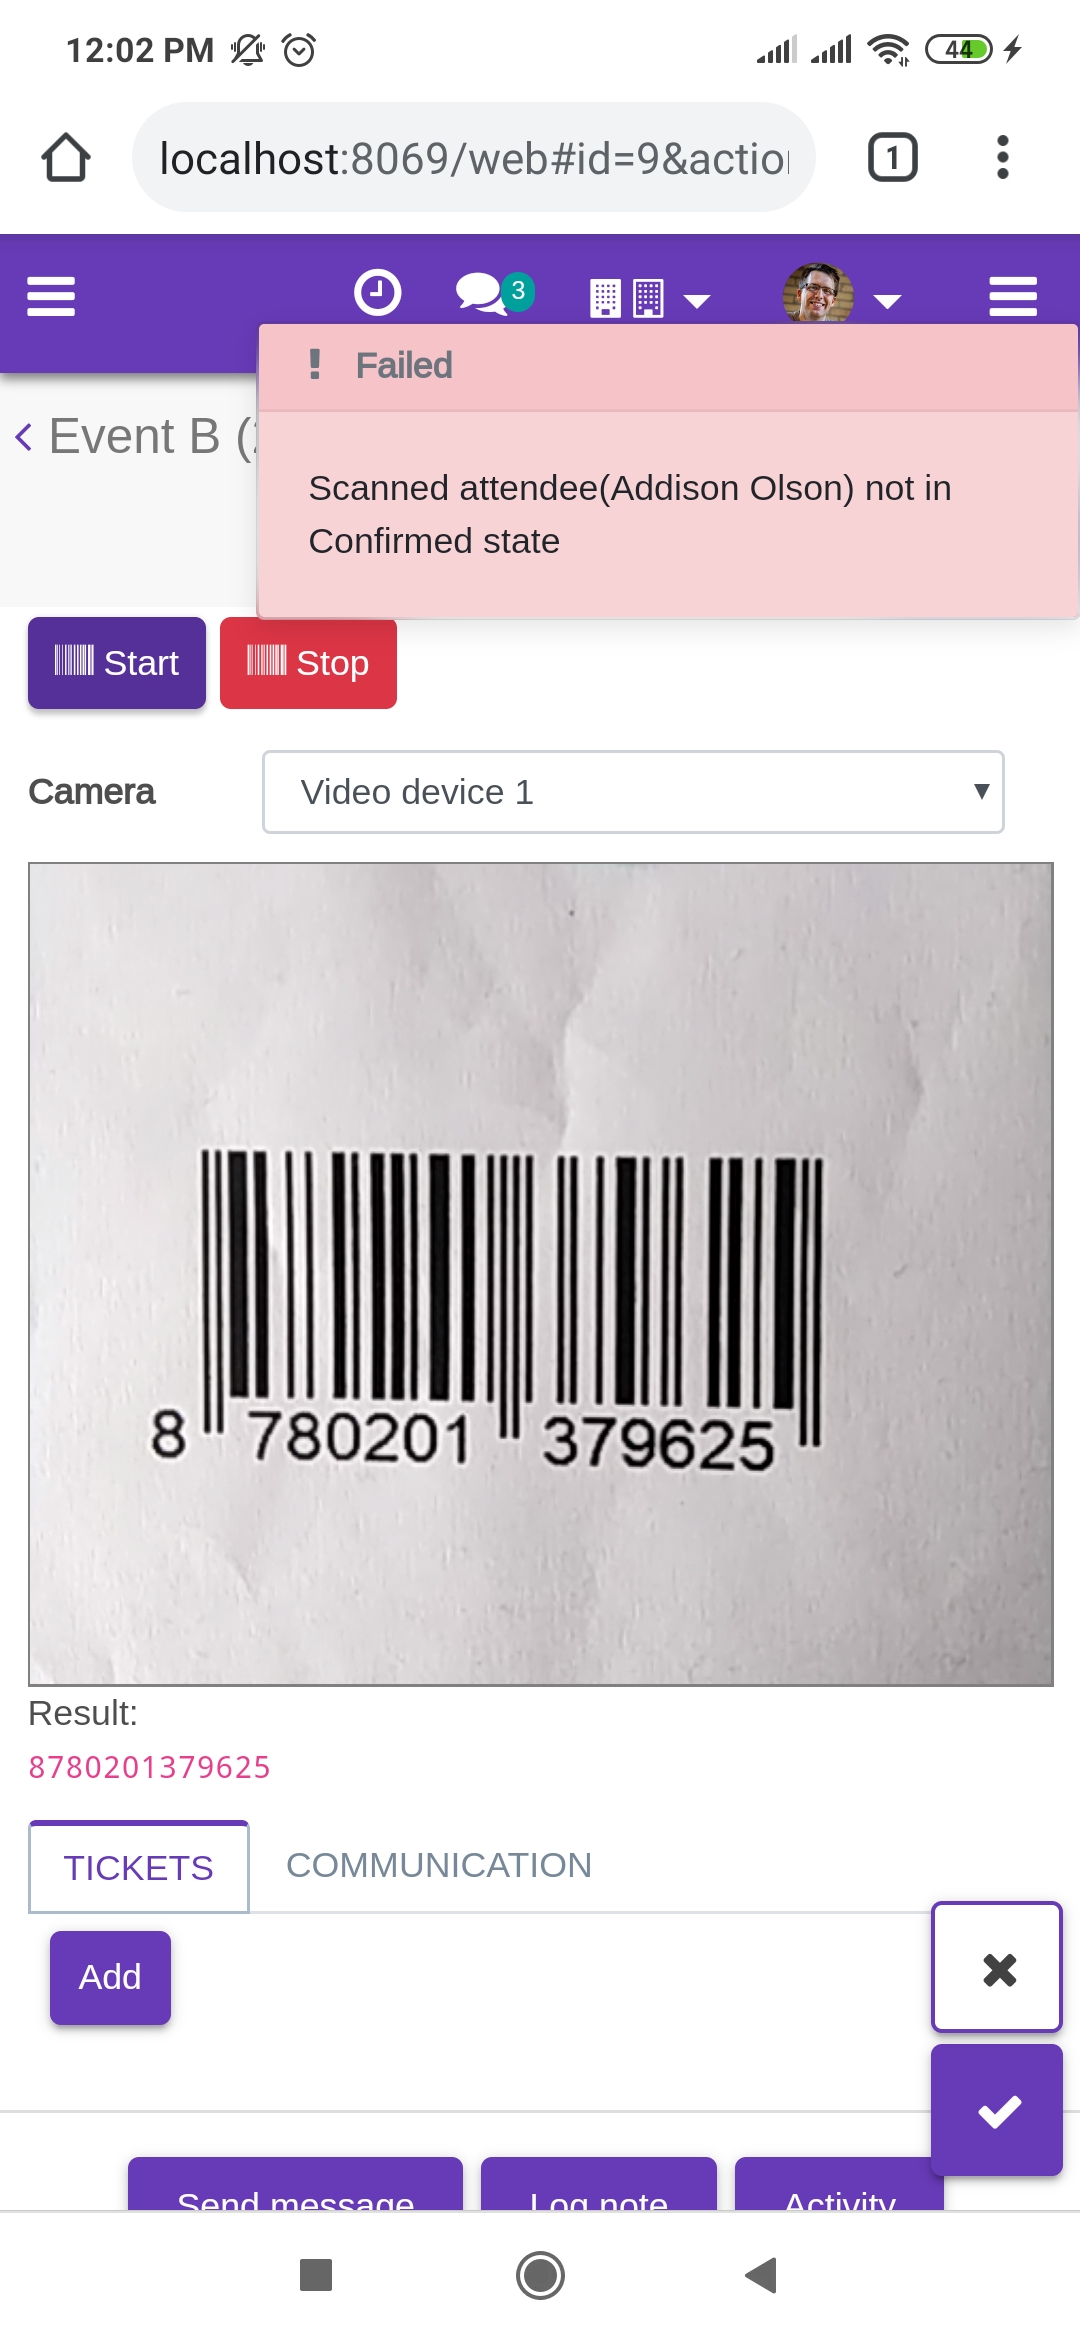 12:02 PM
44
localhost:8069/web#id=9&actio
1
3
Failed
Event B (
Scanned attendee(Addison Olson) not in
Confirmed state
Start
Stop
Camera
Video device 1
8 780201 379625
Result:
8780201379625
TICKETS
COMMUNICATION
Add
Send message
Log note
Activity